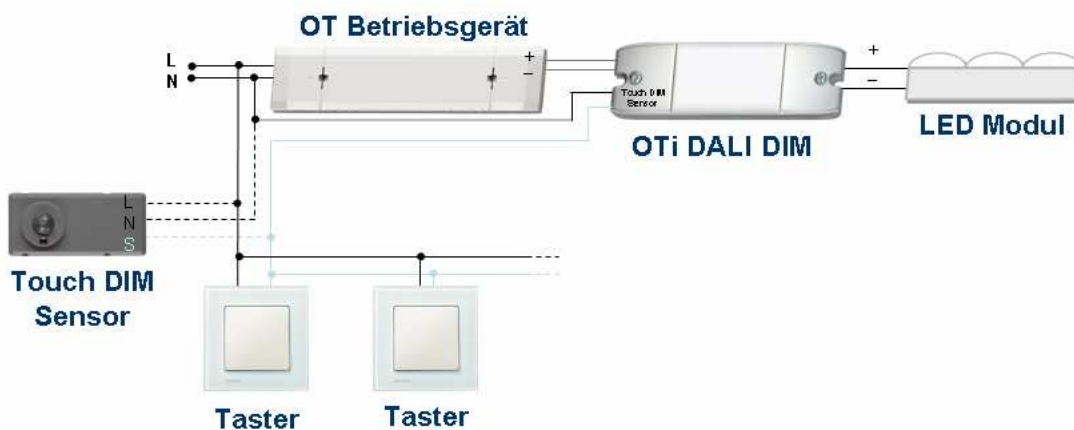 OT Betriebsgerät
L
N
+
−
Touch DIM
Sensor
+
−
OTi DALI DIM
LED Modul
L
N
S
Touch DIM
Sensor
Taster
Taster